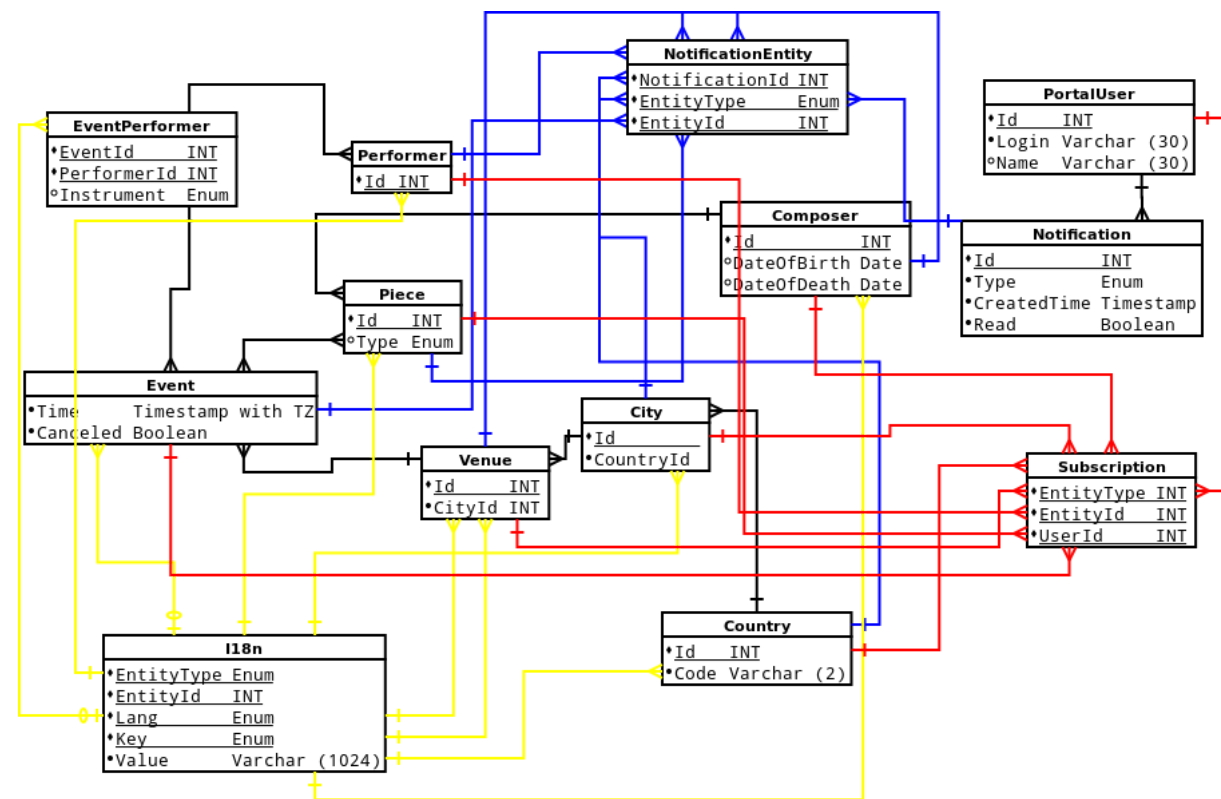 NotificationEntity
NotificationId INT
EntityType Enum
EntityId INT
PortalUser
Id INT
Login Varchar (30)
Name Varchar (30)
EventPerformer
EventId INT
PerformerId INT
Instrument Enum
Performer
Id INT
Composer
Id INT
DateOfBirth Date
DateOfDeath Date
Notification
Id INT
Type Enum
CreatedTime Timestamp
Read Boolean
Piece
Id INT
Type Enum
Event
Time Timestamp with TZ
Canceled Boolean
City
Id
CountryId
Venue
Id INT
CityId INT
Subscription
EntityType INT
EntityId INT
UserId INT
Country
Id INT
Code Varchar (2)
I18n
EntityType Enum
EntityId INT
Lang Enum
Key Enum
Value Varchar (1024)